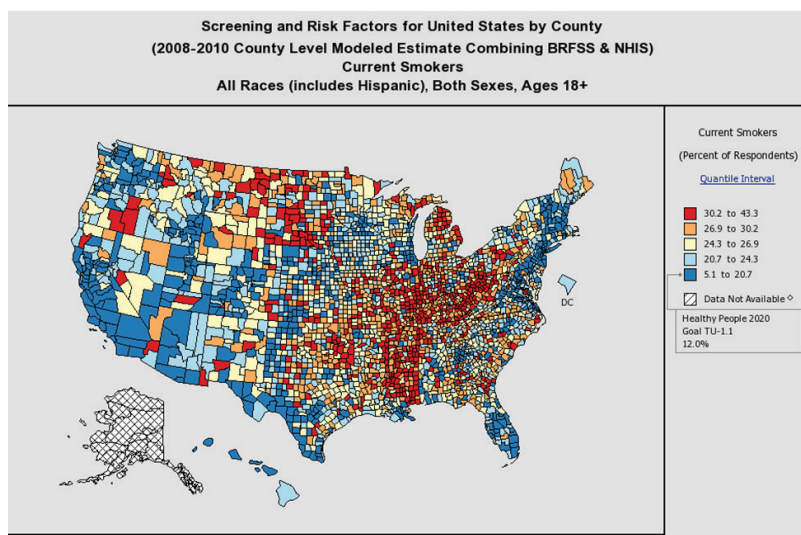 Screening and Risk Factors for United States by County
(2008-2010 County Level Modeled Estimate Combining BRFSS & NHIS)
Current Smokers
All Races (includes Hispanic), Both Sexes, Ages 18+
Current Smokers
(Percent of Respondents)
Quantile Interval
30.2 to 43.3
26.9 to 30.2
24.3 to 26.9
20.7 to 24.3
5.1 to 20.7
Data Not Available ◇
Healthy People 2020
Goal TU-1.1
12.0%
DC